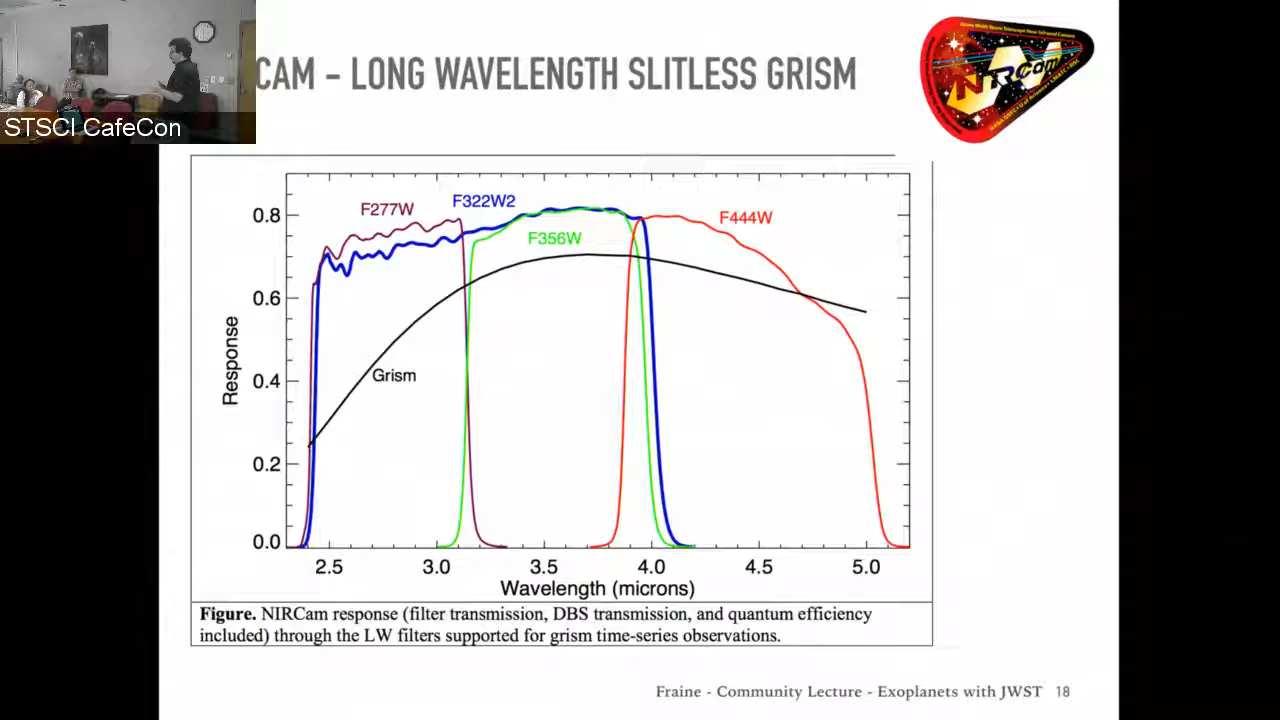 CAM – LONG WAVELENGTH SLITLESS GRISM
STSCI CafeCon
NIRCam
F277W
F322W2
F356W
F444W
Grism
Response
0.8
0.6
0.4
0.2
0.0
2.5 3.0 3.5 4.0 4.5 5.0
Wavelength (microns)
Figure. NIRCam response (filter transmission, DBS transmission, and quantum efficiency
included) through the LW filters supported for grism time-series observations.
Fraine - Community Lecture - Exoplanets with JWST 18